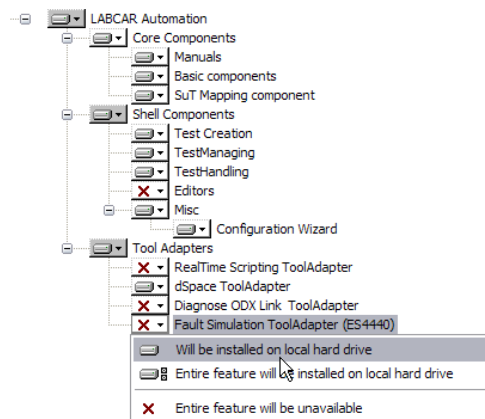 LABCAR Automation
Core Components
Manuals
Basic components
SuT Mapping component
Shell Components
Test Creation
TestManaging
TestHandling
Editors
Misc
Configuration Wizard
Tool Adapters
RealTime Scripting ToolAdapter
dSpace ToolAdapter
Diagnose ODX Link ToolAdapter
Fault Simulation ToolAdapter (ES4440)
Will be installed on local hard drive
Entire feature will be installed on local hard drive
Entire feature will be unavailable